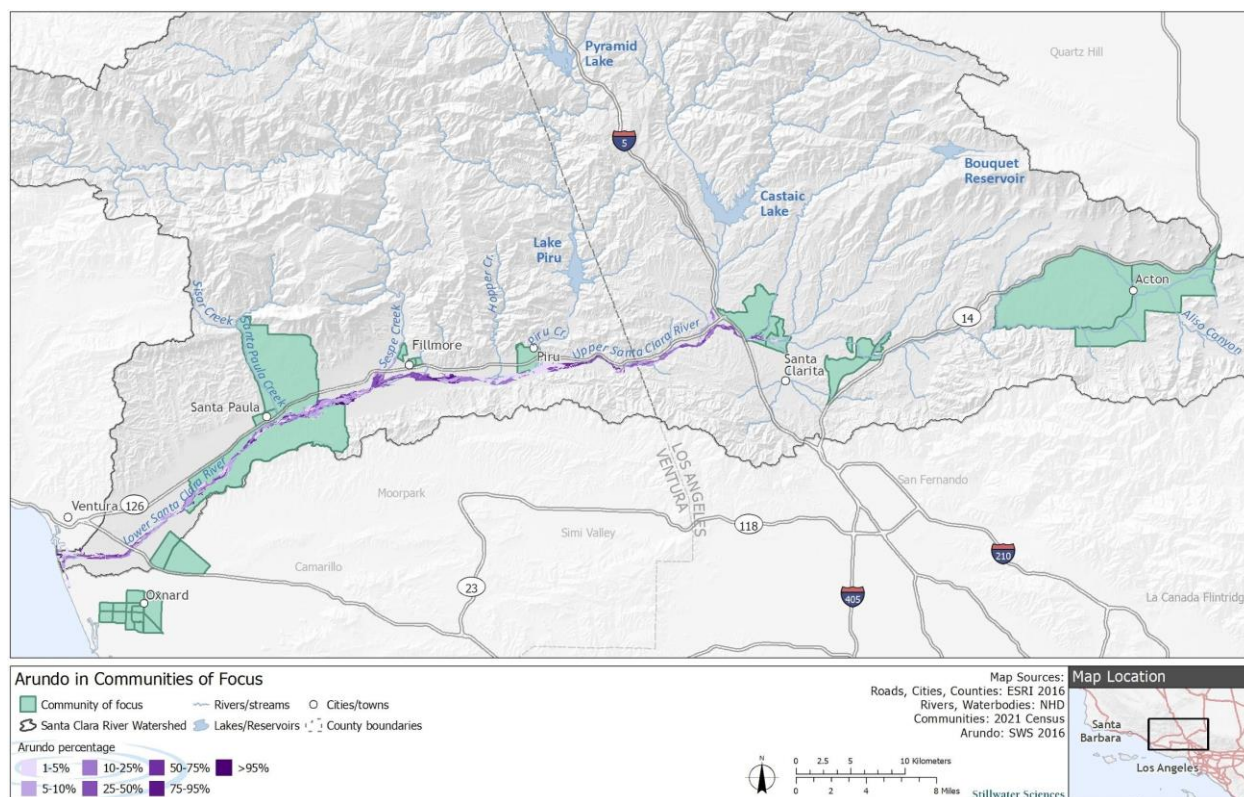 Quartz Hill
Pyramid
Lake
5
Bouquet
Reservoir
Castaic
Lake
Lake
Piru
Acton
14
Aliso Canyon
Sisar Creek
Santa Paula Creek
Sespe Creek
Hopper Cr.
Piru Cr.
Fillmore
Piru
Upper Santa Clara River
Santa
Clarita
Santa Paula
Lower Santa Clara River
LOS ANGELES
VENTURA
Moorpark
San Fernando
Ventura
126
118
Simi Valley
210
Camarillo
23
405
La Canada Flintridg
Oxnard
Arundo in Communities of Focus
Community of focus
Rivers/streams
Cities/towns
Santa Clara River Watershed
Lakes/Reservoirs
County boundaries
Arundo percentage
1-5%
10-25%
50-75%
>95%
5-10%
25-50%
75-95%
Map Sources:
Roads, Cities, Counties: ESRI 2016
Rivers, Waterbodies: NHD
Communities: 2021 Census
Arundo: SWS 2016
N
0 2.5 5 10 Kilometers
0 2 4 8 Miles
Stillwater Sciences
Map Location
Santa
Barbara
Los Angeles